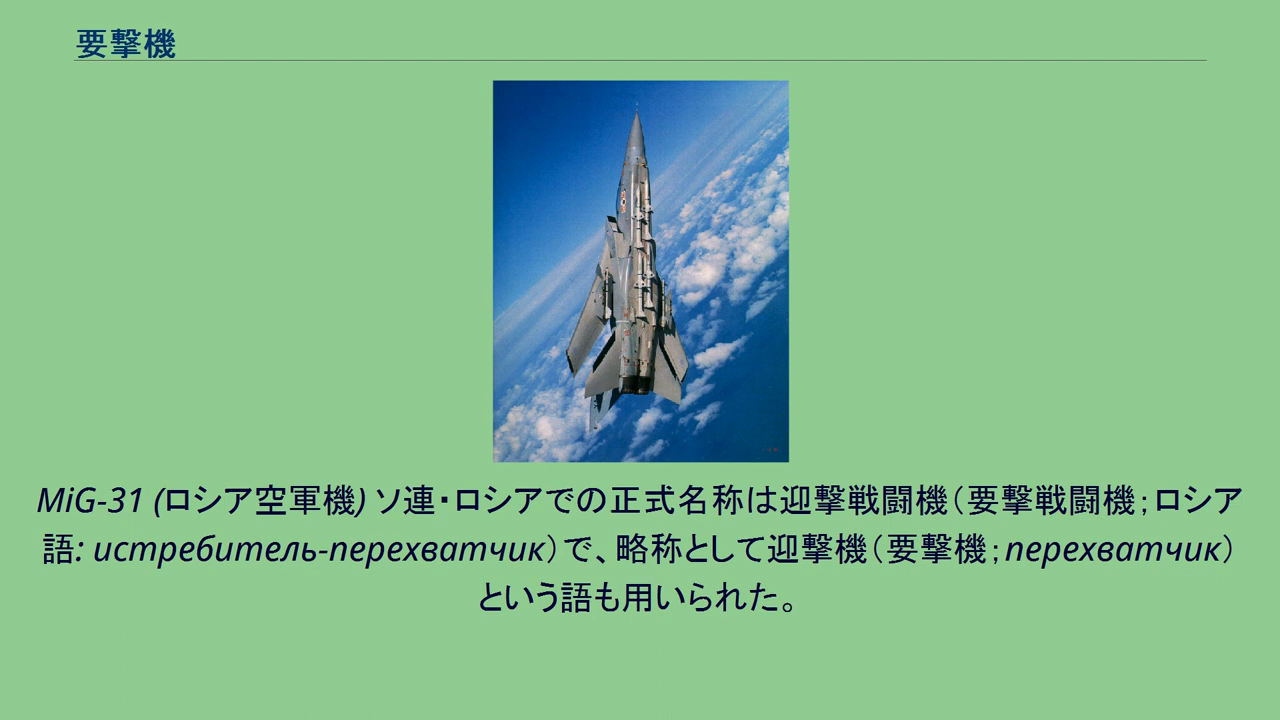 要撃機
MiG-31 (ロシア空軍機) ソ連・ロシアでの正式名称は迎撃戦闘機（要撃戦闘機；ロシア
語: истребитель-перехватчик）で、略称として迎撃機（要撃機；перехватчик）
という語も用いられた。